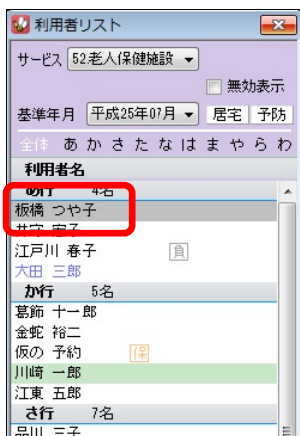 利用者リスト
サービス 52老人保健施設
無効表示
基準年月 平成25年07月 居宅 予防
全体 あ か さ た な は ま や ら わ
利用者名
あ行 4名
板橋 つや子
江戸川 春子 負
大田 三郎
か行 5名
葛飾 十一郎
金蛇 裕二
仮の 予約 保
川崎 一郎
江東 五郎
さ行 7名
品川 三子